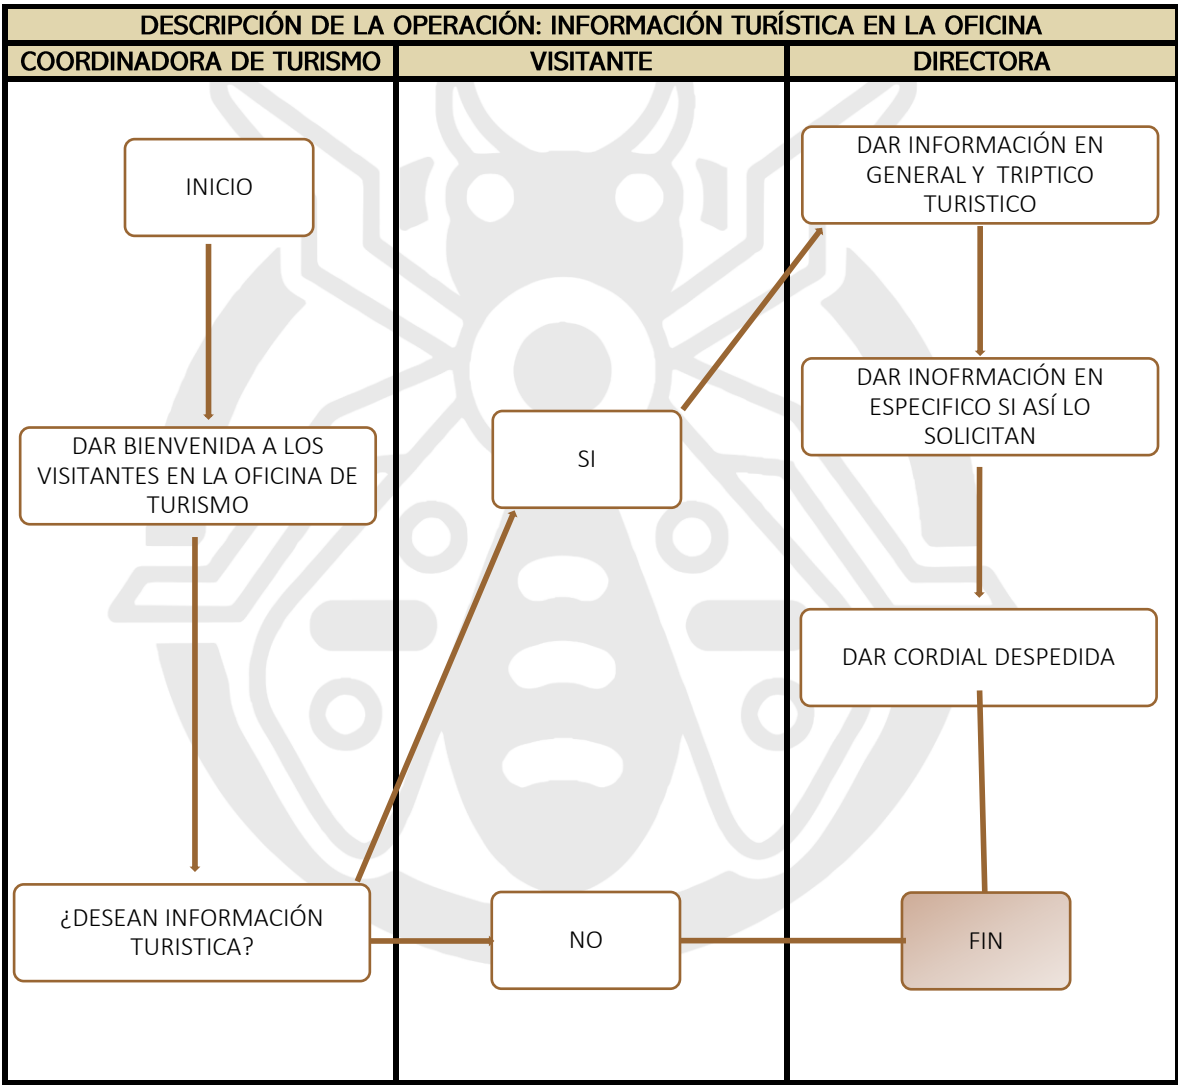 DESCRIPCIÓN DE LA OPERACIÓN: INFORMACIÓN TURÍSTICA EN LA OFICINA
COORDINADORA DE TURISMO
VISITANTE
DIRECTORA
INICIO
DAR BIENVENIDA A LOS
VISITANTES EN LA OFICINA DE
TURISMO
¿DESEAN INFORMACIÓN
TURISTICA?
SI
NO
DAR INFORMACIÓN EN
GENERAL Y TRIPTICO
TURISTICO
DAR INOFRMACIÓN EN
ESPECIFICO SI ASÍ LO
SOLICITAN
DAR CORDIAL DESPEDIDA
FIN